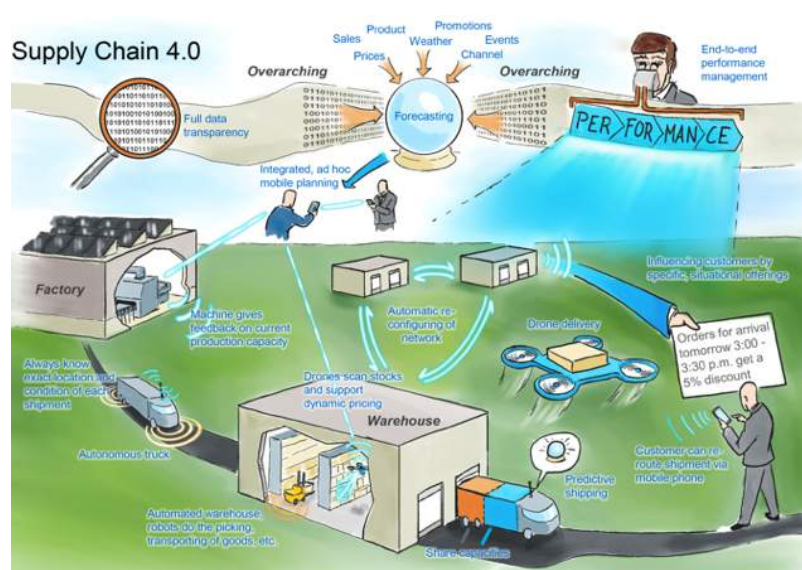 Supply Chain 4.0
Sales
Product
Promotions
Prices
Weather
Events
Channel
Overarching
Forecasting
Overarching
End-to-end
performance
management
Full data
transparency
PER FOR MAN CE
Integrated, ad hoc
mobile planning
Factory
Machine gives
feedback on current
production capacity
Automatic re-
configuring of
network
Influencing customers by
specific, situational offerings
Drone delivery
Orders for arrival
tomorrow 3:00 -
3:30 p.m. get a
5% discount
Always know
exact location and
condition of each
shipment
Autonomous truck
Drones scan stocks
and support
dynamic pricing
Warehouse
Customer can re-
route shipment via
mobile phone
Predictive
shipping
Automated warehouse,
robots do the picking,
transporting of goods, etc.
Share capacities